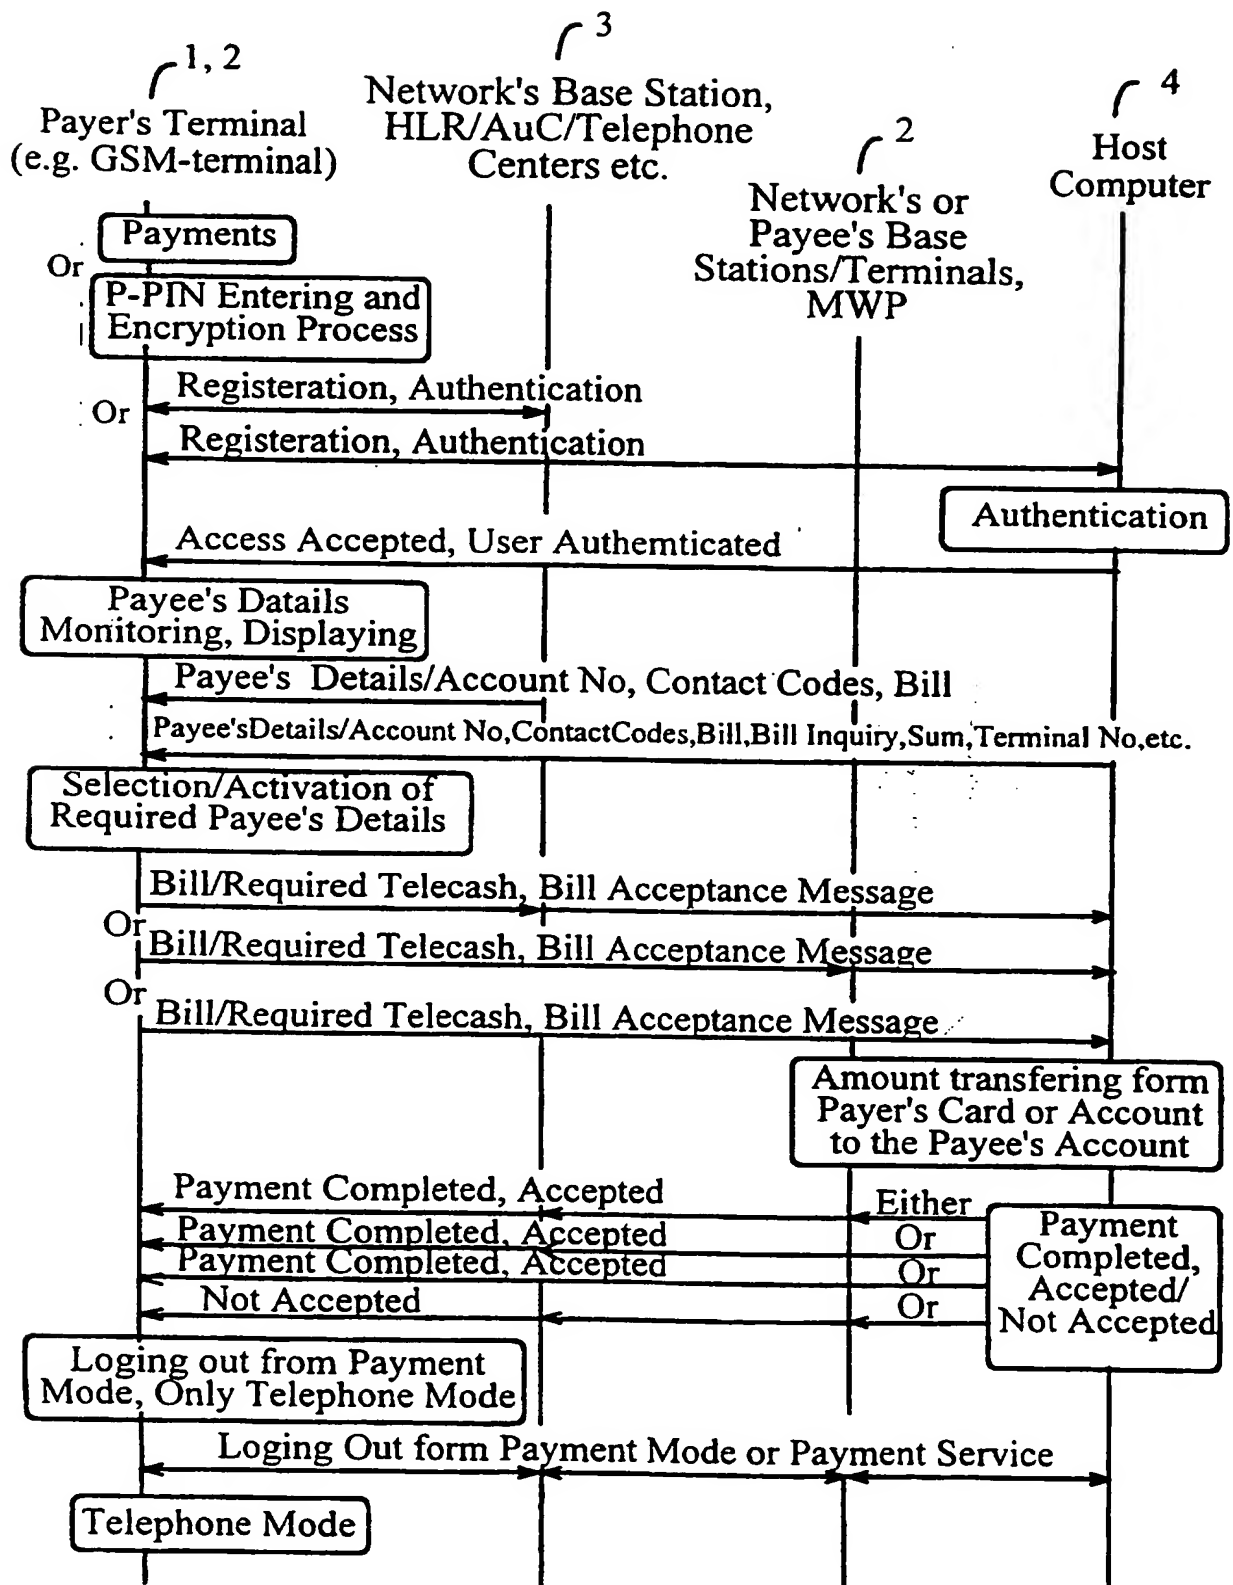 1, 2
3
2
4
Payer's Terminal
(e.g. GSM-terminal)
Network's Base Station,
HLR/AuC/Telephone
Centers etc.
Network's or
Payee's Base
Stations/Terminals,
MWP
Host
Computer
Payments
Or
P-PIN Entering and
Encryption Process
Registeration, Authentication
Or
Registeration, Authentication
Authentication
Access Accepted, User Authemticated
Payee's Datails
Monitoring, Displaying
Payee's Details/Account No, Contact Codes, Bill
Payee'sDetails/Account No,ContactCodes,Bill,Bill Inquiry,Sum,Terminal No,etc.
Selection/Activation of
Required Payee's Details
Bill/Required Telecash, Bill Acceptance Message
Or
Bill/Required Telecash, Bill Acceptance Message
Or
Bill/Required Telecash, Bill Acceptance Message
Amount transfering form
Payer's Card or Account
to the Payee's Account
Payment Completed, Accepted
Either
Payment Completed, Accepted
Or
Payment Completed, Accepted
Or
Not Accepted
Or
Payment
Completed,
Accepted/
Not Accepted
Loging out from Payment
Mode, Only Telephone Mode
Loging Out form Payment Mode or Payment Service
Telephone Mode